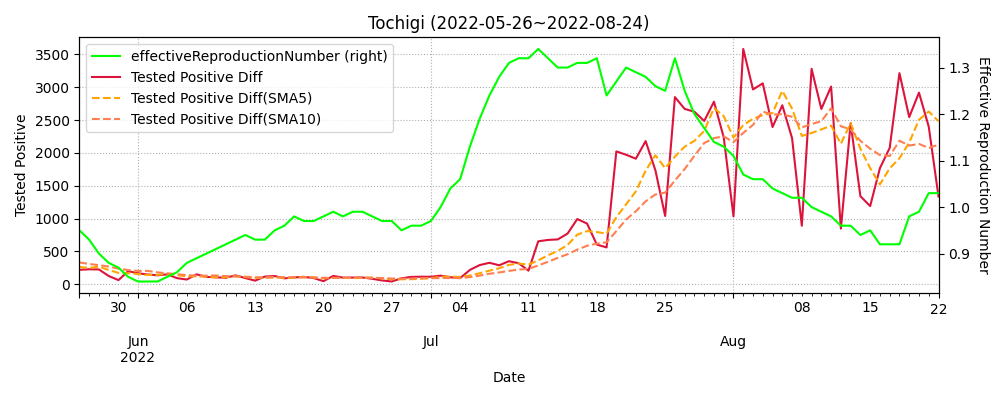 Tochigi (2022-05-26~2022-08-24)
effectiveReproductionNumber (right)
Tested Positive Diff
Tested Positive Diff(SMA5)
Tested Positive Diff(SMA10)
Tested Positive
3500
3000
2500
2000
1500
1000
500
0
Effective Reproduction Number
1.3
1.2
1.1
1.0
0.9
30 06 13 20 27 04 11 18 25 08 15 22
Jun Jul Aug
2022
Date